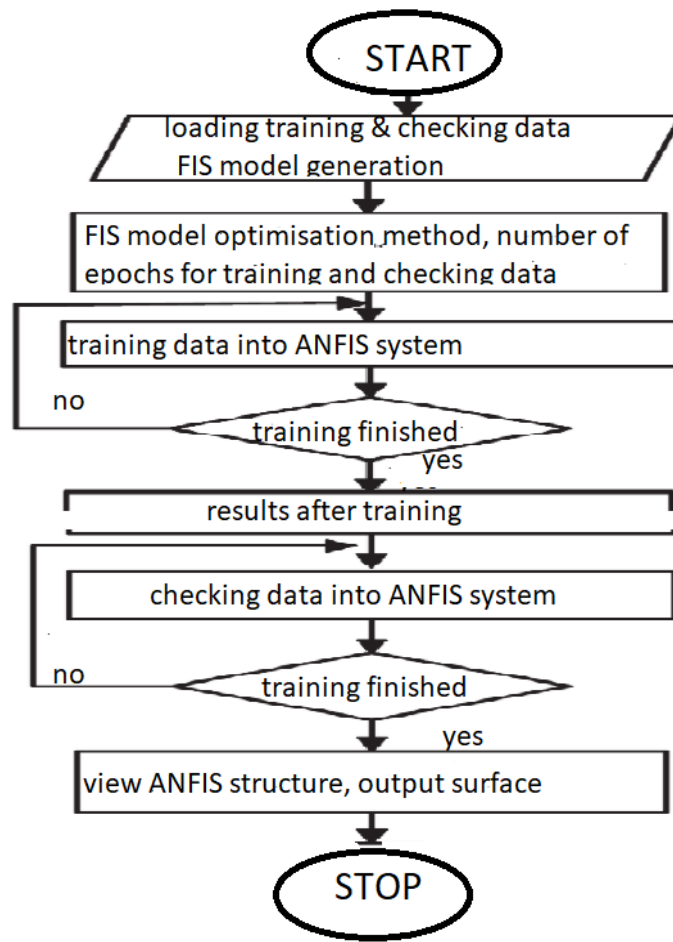 START
loading training & checking data
FIS model generation
FIS model optimisation method, number of
epochs for training and checking data
training data into ANFIS system
no
training finished
yes
results after training
checking data into ANFIS system
no
training finished
yes
view ANFIS structure, output surface
STOP